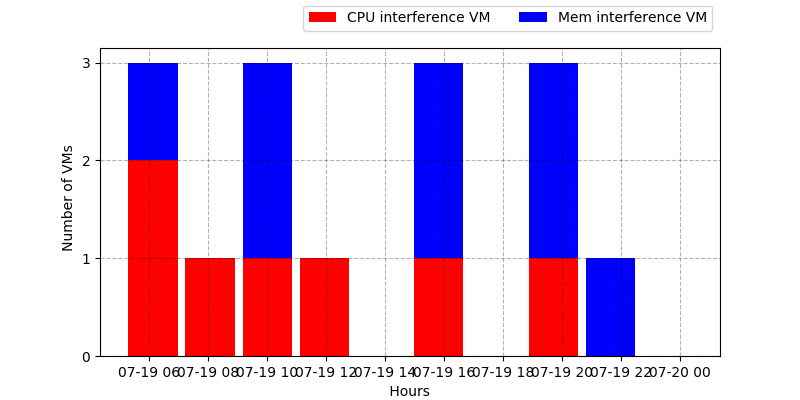 CPU interference VM Mem interference VM
3
2
1
0
Number of VMs
07-19 06 07-19 08 07-19 10 07-19 12 07-19 14 07-19 16 07-19 18 07-19 20 07-19 22 07-20 00
Hours